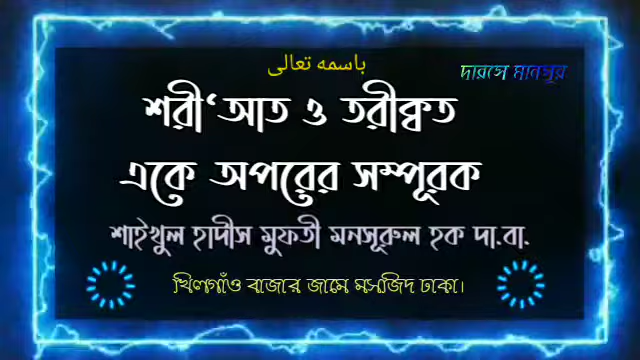 باسمه تعالى
দারসে মানসূর
শরী‘আত ও তরীক্বত
একে অপরের সম্পূরক
শাইখুল হাদীস মুফতী মনসূরুল হক দা.বা.
খিলগাঁও বাজার জামে মসজিদ ঢাকা।